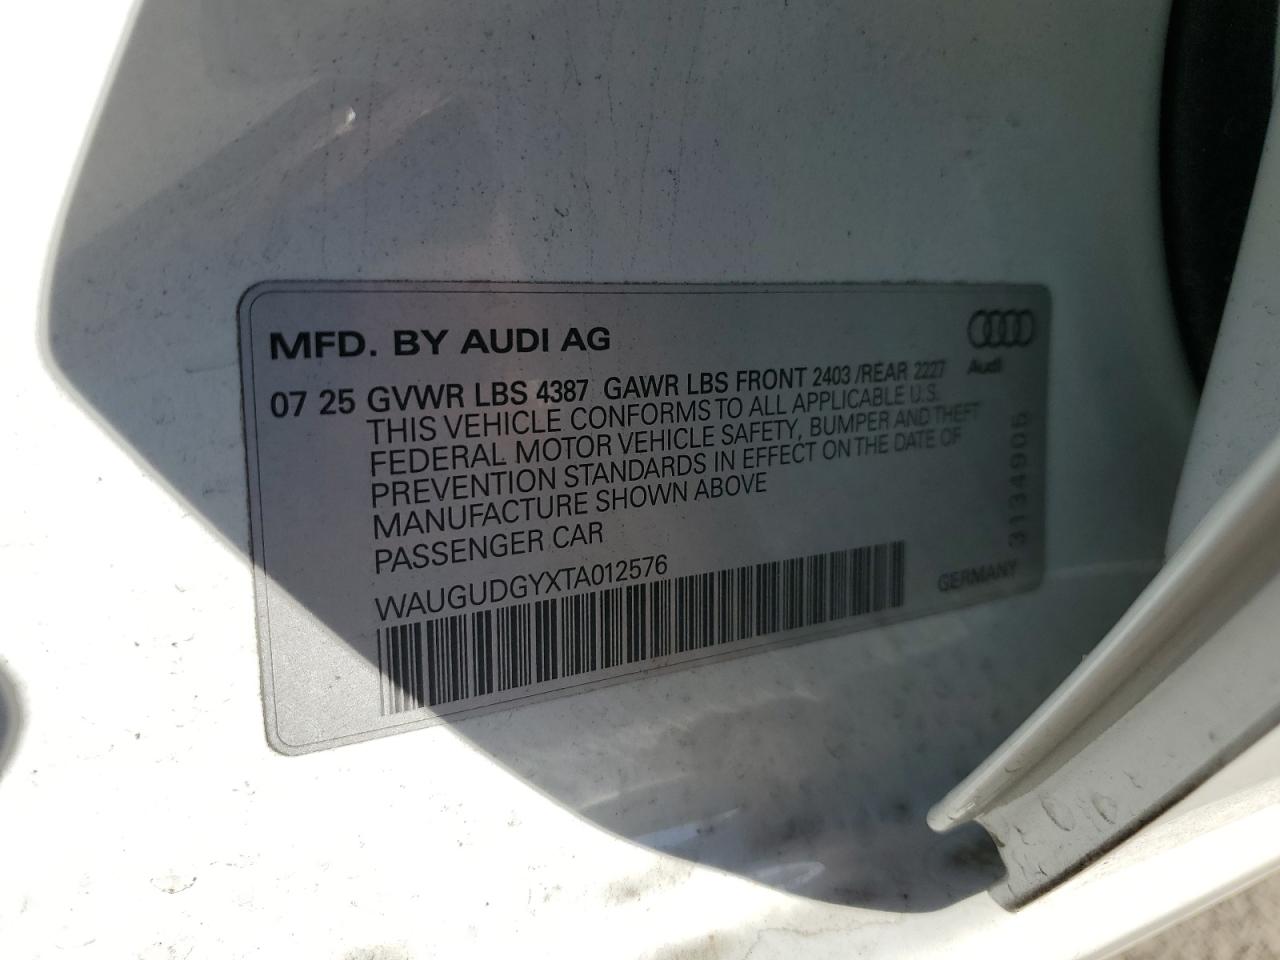 MFD. BY AUDI AG
Audi
07 25 GVWR LBS 4387 GAWR LBS FRONT 2403 /REAR 2227
THIS VEHICLE CONFORMS TO ALL APPLICABLE U.S.
FEDERAL MOTOR VEHICLE SAFETY, BUMPER AND THEFT
PREVENTION STANDARDS IN EFFECT ON THE DATE OF
MANUFACTURE SHOWN ABOVE
PASSENGER CAR
WAUGUDGYXTA012576
GERMANY
3134905